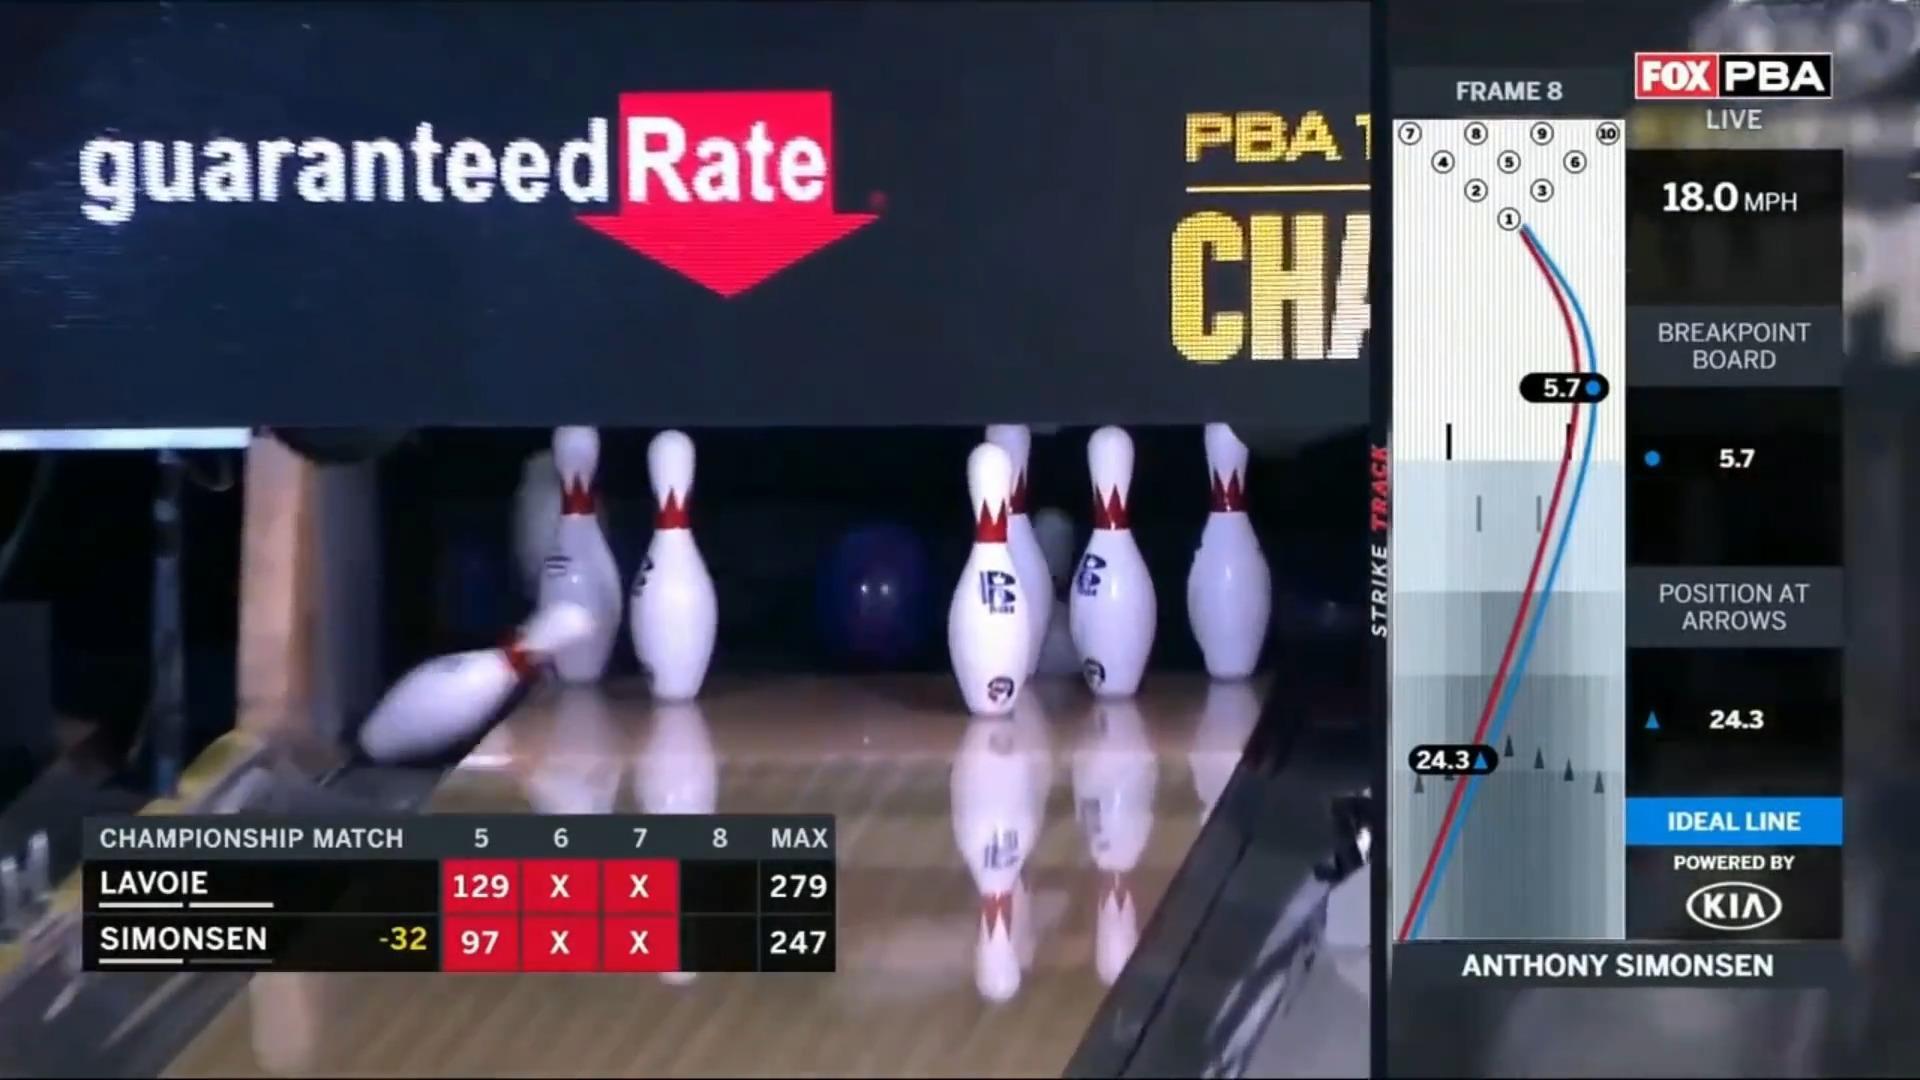 guaranteed Rate
PBA
CHA
FRAME 8
FOX PBA
LIVE
7 8 9 10
4 5 6
2 3
1
18.0 MPH
BREAKPOINT
BOARD
5.7
5.7
STRIKE TRACK
POSITION AT
ARROWS
24.3
24.3
IDEAL LINE
POWERED BY
KIA
ANTHONY SIMONSEN
CHAMPIONSHIP MATCH 5 6 7 8 MAX
LAVOIE 129 X X 279
SIMONSEN -32 97 X X 247